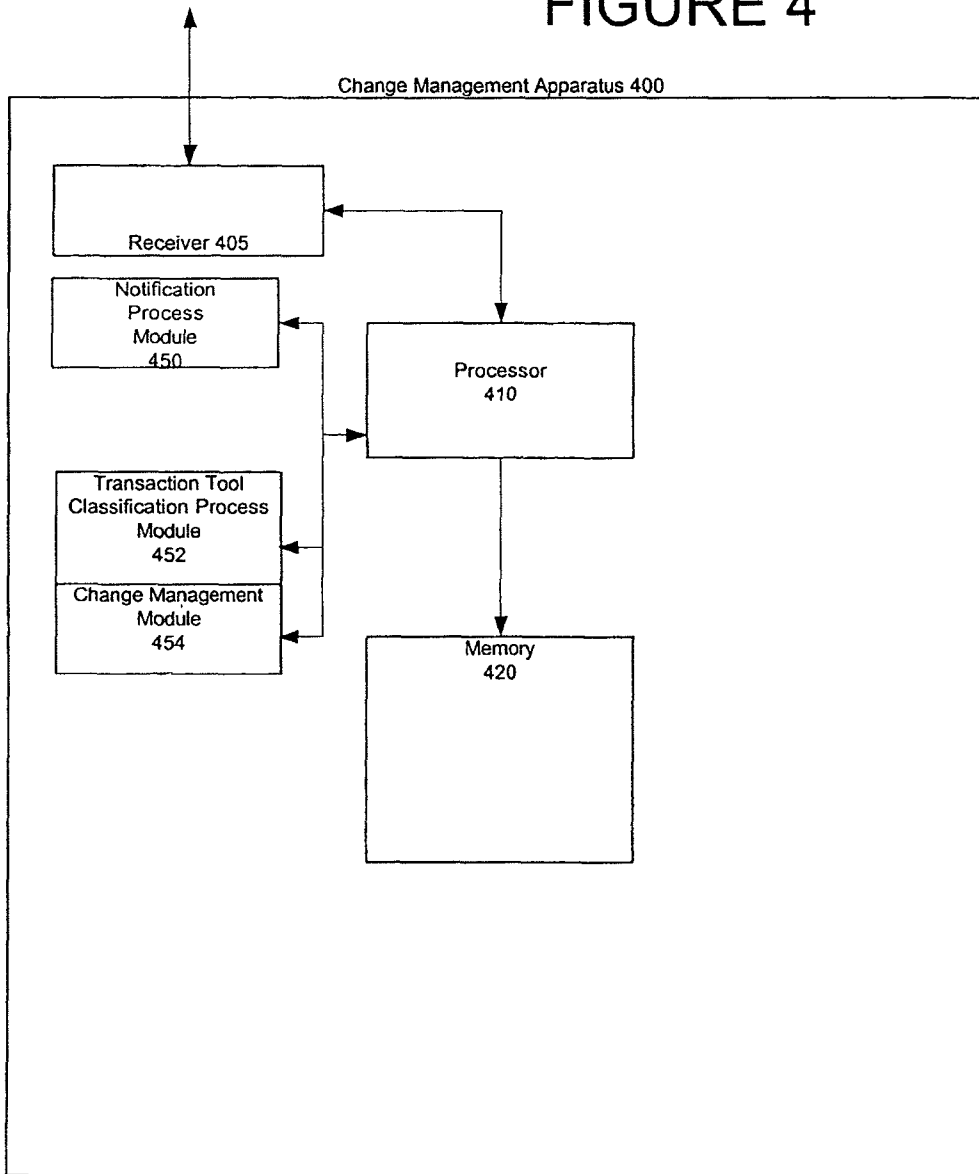 FIGURE 4
Change Management Apparatus 400
Receiver 405
Notification
Process
Module
450
Processor
410
Transaction Tool
Classification Process
Module
452
Change Management
Module
454
Memory
420